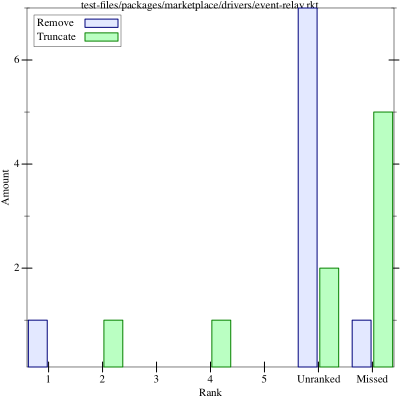 test-files/packages/marketplace/drivers/event-relay.rkt
Remove
Truncate
6
4
2
Amount
1 2 3 4 5 Unranked Missed
Rank